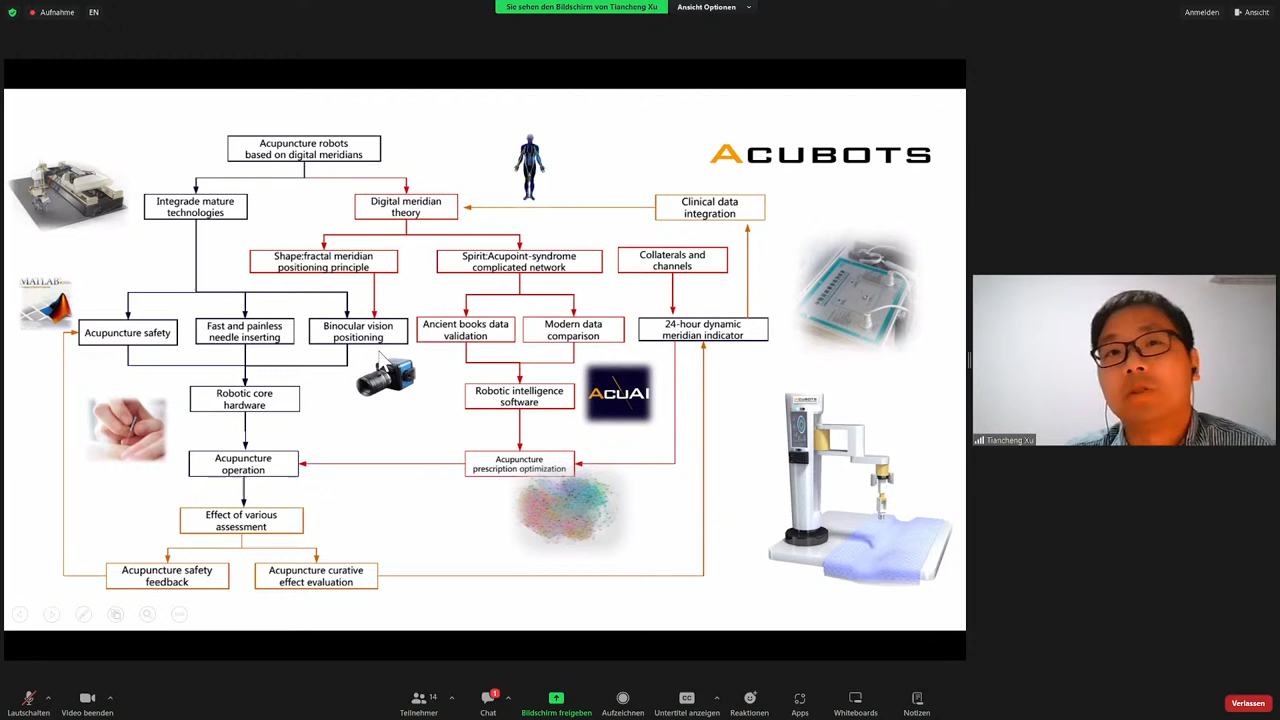 Aufnahme
EN
Sie sehen den Bildschirm von Tiancheng Xu
Ansicht Optionen
Anmelden
Ansicht
Acupuncture robots
based on digital meridians
ACUBOTS
Integrade mature
technologies
Digital meridian
theory
Clinical data
integration
Shape:fractal meridian
positioning principle
Spirit:Acupoint-syndrome
complicated network
Collaterals and
channels
MATLAB
Acupuncture safety
Fast and painless
needle inserting
Binocular vision
positioning
Ancient books data
validation
Modern data
comparison
24-hour dynamic
meridian indicator
Robotic core
hardware
Robotic intelligence
software
AcuAI
ACUBOTS
Acupuncture
operation
Acupuncture
prescription optimization
Tiancheng Xu
Effect of various
assessment
Acupuncture safety
feedback
Acupuncture curative
effect evaluation
Lautschalten
Video beenden
14
Teilnehmer
1
Chat
Bildschirm freigeben
Aufzeichnen
CC
Untertitel anzeigen
Reaktionen
Apps
Whiteboards
Notizen
Verlassen